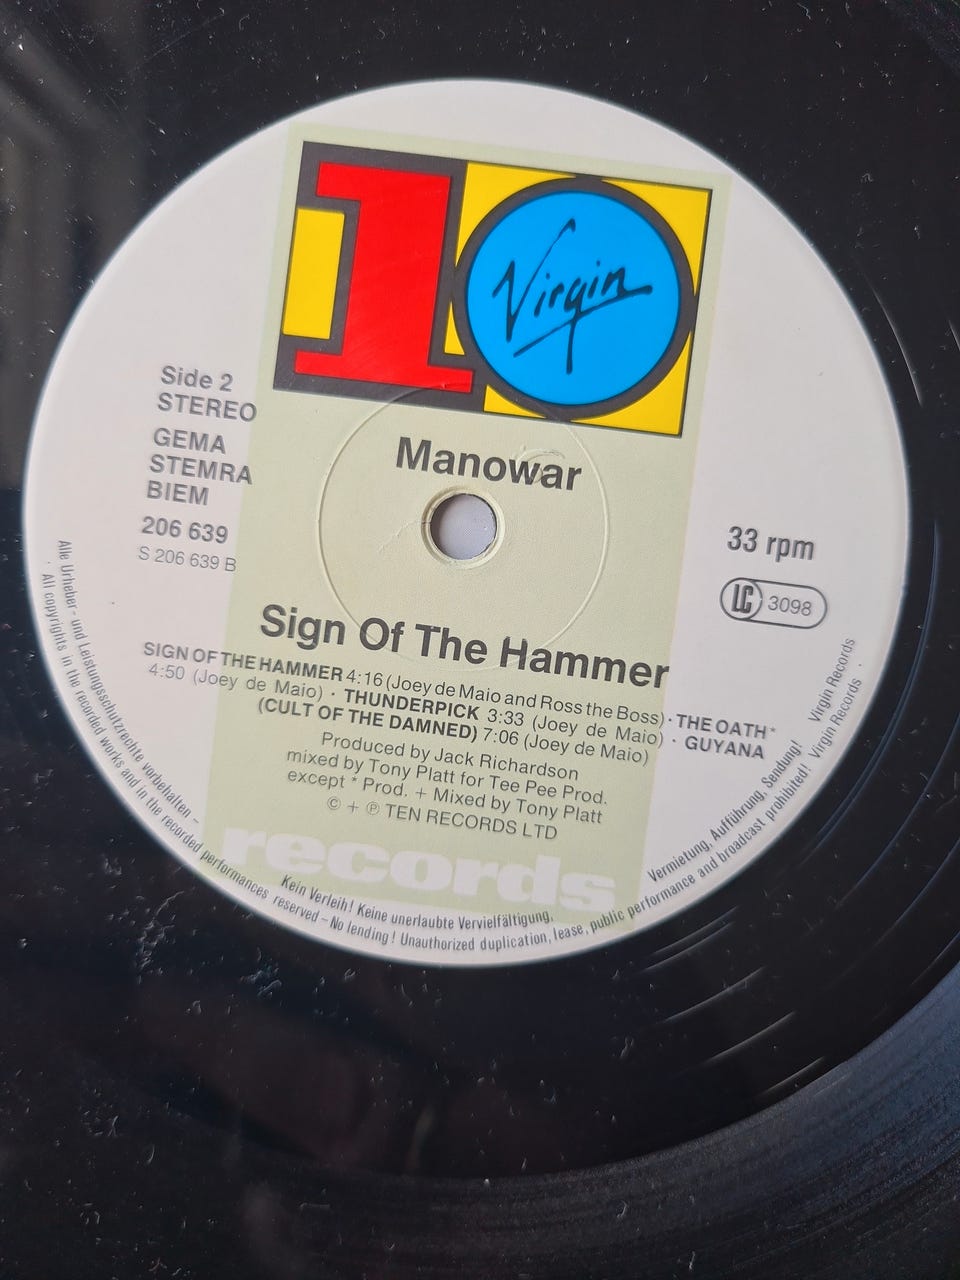 10
Virgin
Side 2
STEREO
GEMA
STEMRA
BIEM
206 639
S 206 639 B
Manowar
33 rpm
LC 3098
Sign Of The Hammer
SIGN OF THE HAMMER 4:16 (Joey de Maio and Ross the Boss) · THE OATH*
4:50 (Joey de Maio) · THUNDERPICK 3:33 (Joey de Maio) · GUYANA
(CULT OF THE DAMNED) 7:06 (Joey de Maio)
Produced by Jack Richardson
mixed by Tony Platt for Tee Pee Prod.
except * Prod. + Mixed by Tony Platt
© + ℗ TEN RECORDS LTD
records
Alle Urheber- und Leistungsschutzrechte vorbehalten – Kein Verleih! Keine unerlaubte Vervielfältigung, Vermietung, Aufführung, Sendung! Virgin Records
· All copyrights in the recorded works and in the recorded performances reserved – No lending! Unauthorized duplication, lease, public performance and broadcast prohibited! Virgin Records ·